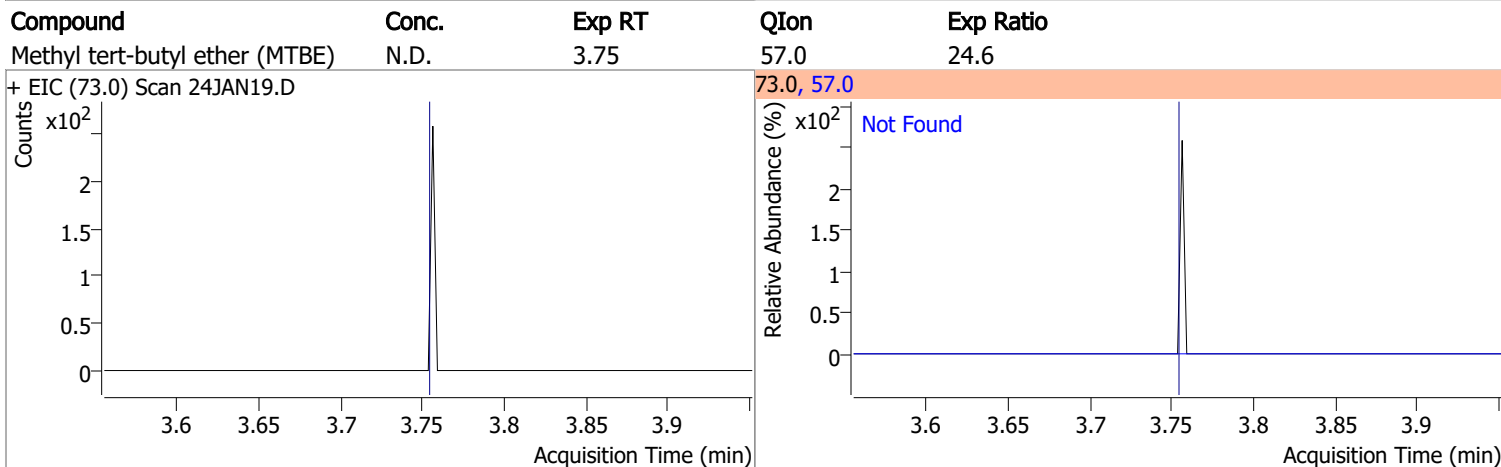 Compound Conc. Exp RT QIon Exp Ratio
Methyl tert-butyl ether (MTBE) N.D. 3.75 57.0 24.6
+ EIC (73.0) Scan 24JAN19.D
Counts
x10²
2
1.5
1
0.5
0
3.6 3.65 3.7 3.75 3.8 3.85 3.9
Acquisition Time (min)
73.0, 57.0
Relative Abundance (%)
x10²
Not Found
2
1.5
1
0.5
0
3.6 3.65 3.7 3.75 3.8 3.85 3.9
Acquisition Time (min)